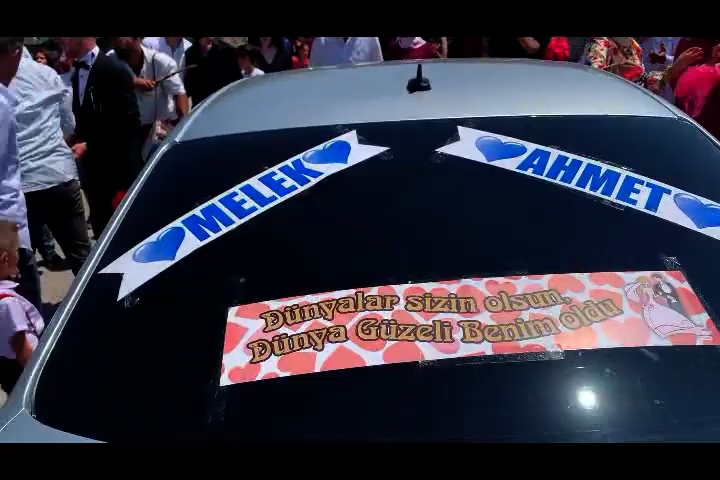 MELEK
AHMET
Dünyalar sizin olsun,
Dünya Güzeli Benim oldu